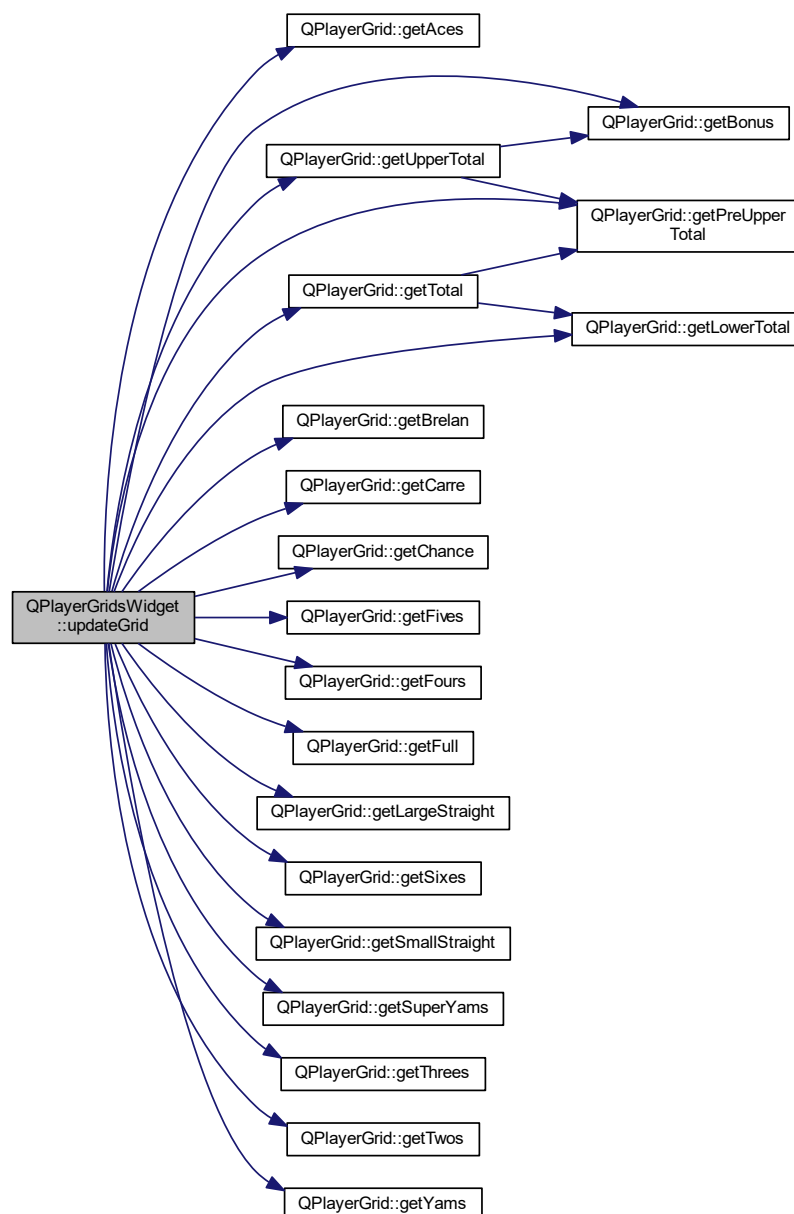 QPlayerGrid::getAces
QPlayerGrid::getBonus
QPlayerGrid::getUpperTotal
QPlayerGrid::getPreUpper
Total
QPlayerGrid::getTotal
QPlayerGrid::getLowerTotal
QPlayerGrid::getBrelan
QPlayerGrid::getCarre
QPlayerGrid::getChance
QPlayerGridsWidget
::updateGrid
QPlayerGrid::getFives
QPlayerGrid::getFours
QPlayerGrid::getFull
QPlayerGrid::getLargeStraight
QPlayerGrid::getSixes
QPlayerGrid::getSmallStraight
QPlayerGrid::getSuperYams
QPlayerGrid::getThrees
QPlayerGrid::getTwos
QPlayerGrid::getYams